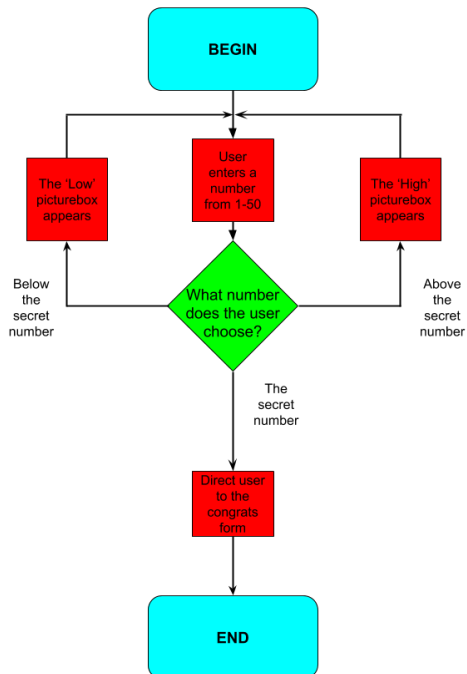 BEGIN
User
enters a
number
from 1-50
The 'Low'
picturebox
appears
The 'High'
picturebox
appears
What number
does the user
choose?
Below
the
secret
number
Above
the
secret
number
The
secret
number
Direct user
to the
congrats
form
END